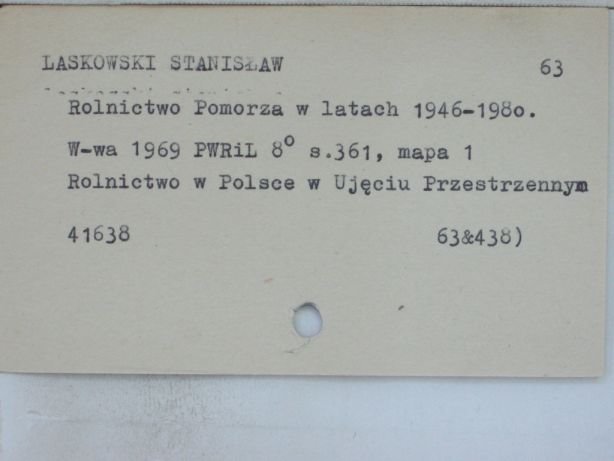 LASKOWSKI STANISŁAW 63
Rolnictwo Pomorza w latach 1946-198o.
W-wa 1969 PWRiL 8° s.361, mapa 1
Rolnictwo w Polsce w Ujęciu Przestrzennym
41638 63&438)